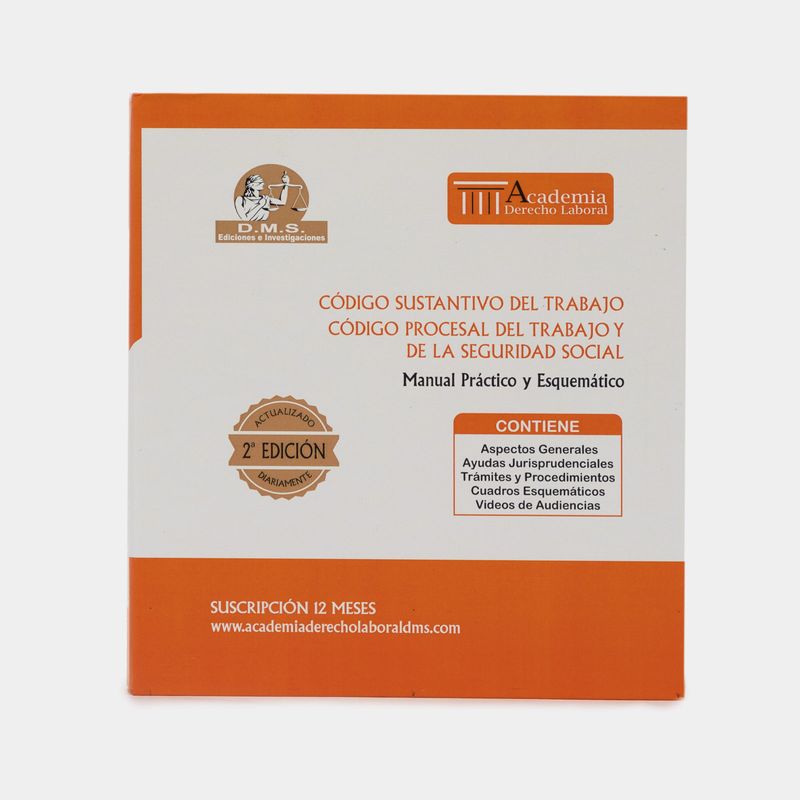 D.M.S.
Ediciones e Investigaciones
Academia
Derecho Laboral
CÓDIGO SUSTANTIVO DEL TRABAJO
CÓDIGO PROCESAL DEL TRABAJO Y
DE LA SEGURIDAD SOCIAL
Manual Práctico y Esquemático
ACTUALIZADO
2ª EDICIÓN
DIARIAMENTE
CONTIENE
Aspectos Generales
Ayudas Jurisprudenciales
Trámites y Procedimientos
Cuadros Esquemáticos
Videos de Audiencias
SUSCRIPCIÓN 12 MESES
www.academiaderecholaboraldms.com